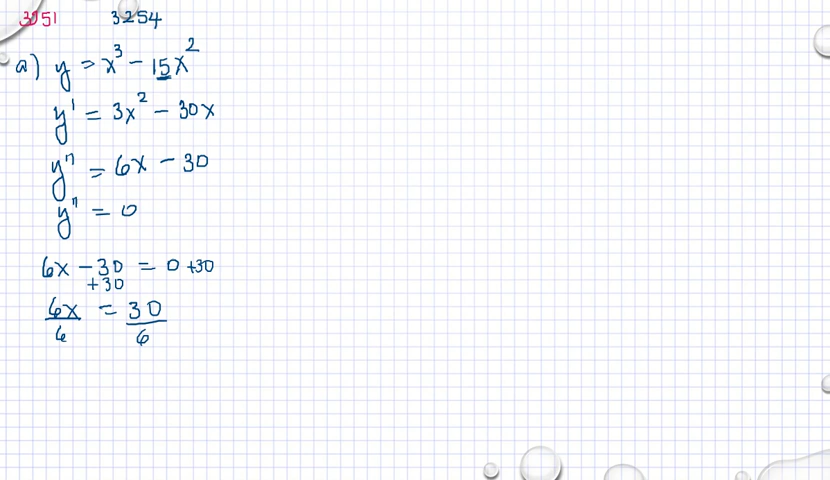 3251 3254
a) y = x³ - 15x²
y' = 3x² - 30x
y" = 6x - 30
y" = 0
6x - 30 = 0 +30
+30
6x = 30
6 6